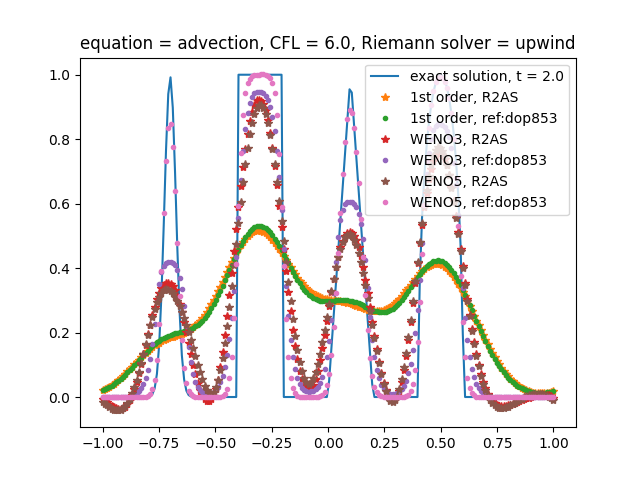 equation = advection, CFL = 6.0, Riemann solver = upwind
exact solution, t = 2.0
1st order, R2AS
1st order, ref:dop853
WENO3, R2AS
WENO3, ref:dop853
WENO5, R2AS
WENO5, ref:dop853
1.0
0.8
0.6
0.4
0.2
0.0
−1.00 −0.75 −0.50 −0.25 0.00 0.25 0.50 0.75 1.00